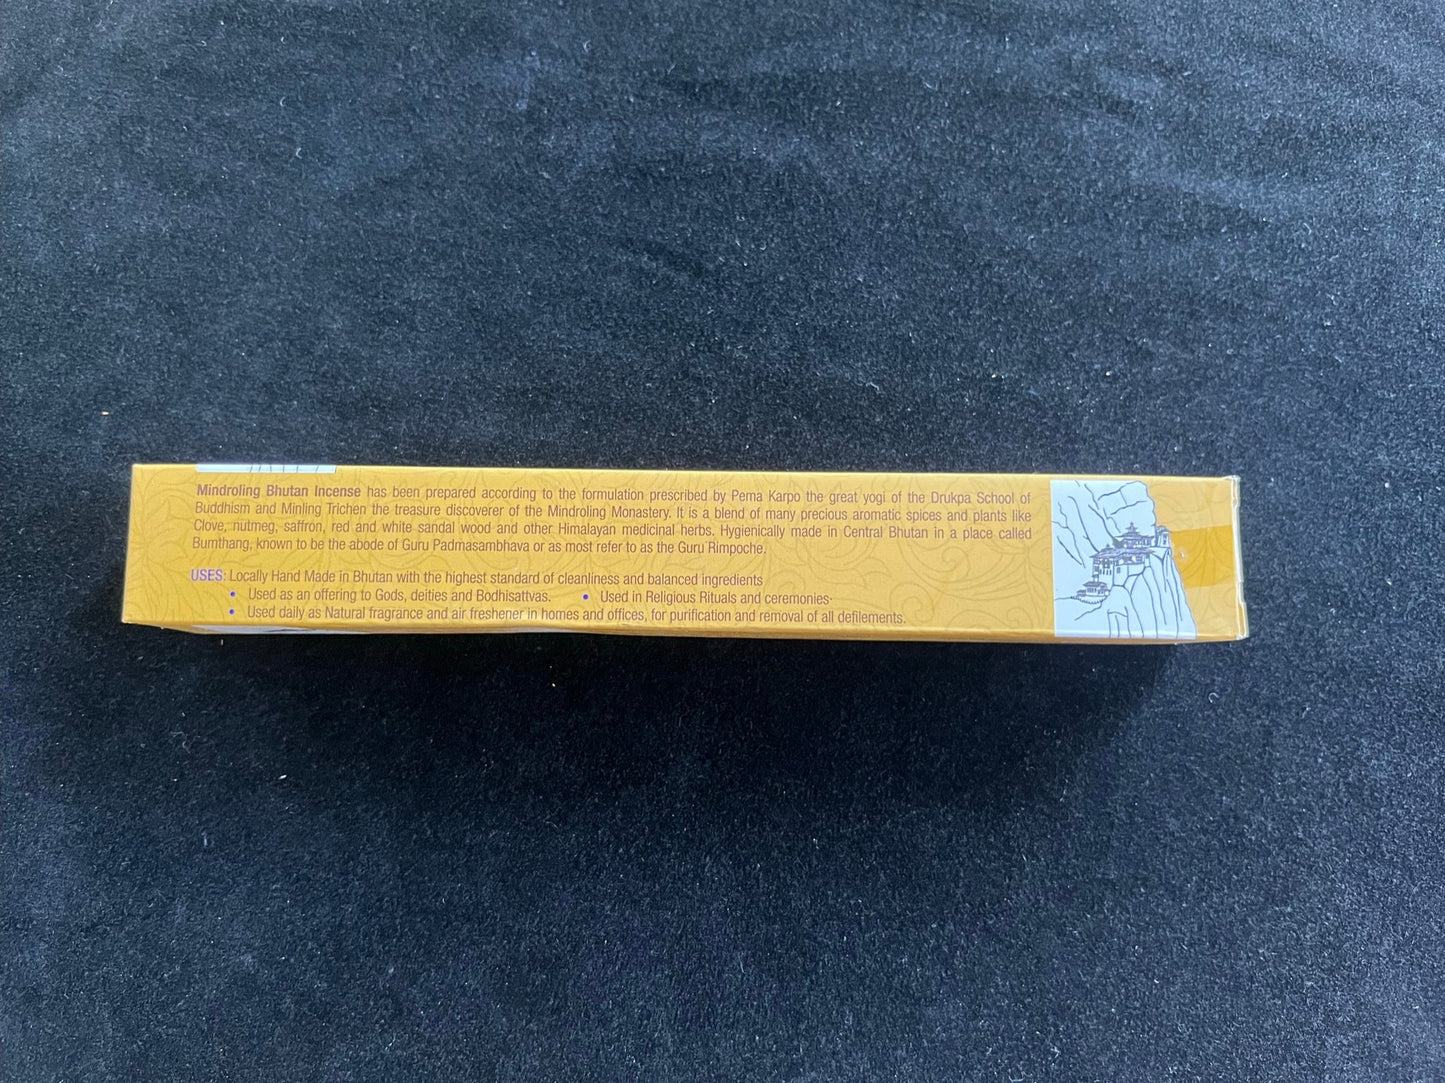 Mindroling Bhutan Incense has been prepared according to the formulation prescribed by Pema Karpo the great yogi of the Drukpa School of
Buddhism and Minling Trichen the treasure discoverer of the Mindroling Monastery. It is a blend of many precious aromatic spices and plants like
Clove, nutmeg, saffron, red and white sandal wood and other Himalayan medicinal herbs. Hygienically made in Central Bhutan in a place called
Bumthang, known to be the abode of Guru Padmasambhava or as most refer to as the Guru Rimpoche.
USES: Locally Hand Made in Bhutan with the highest standard of cleanliness and balanced ingredients
• Used as an offering to Gods, deities and Bodhisattvas. • Used in Religious Rituals and ceremonies·
• Used daily as Natural fragrance and air freshener in homes and offices, for purification and removal of all defilements.